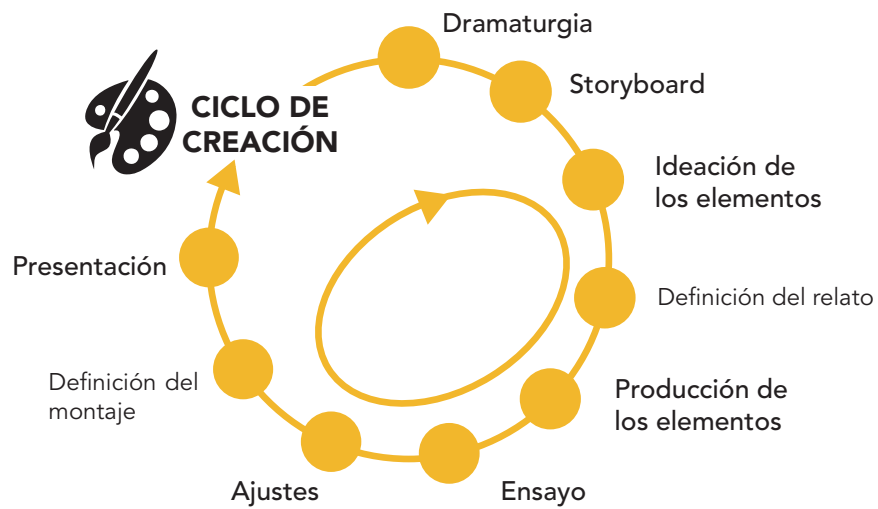 CICLO DE
CREACIÓN
Dramaturgia
Storyboard
Ideación de
los elementos
Definición del relato
Producción de
los elementos
Ensayo
Ajustes
Definición del
montaje
Presentación